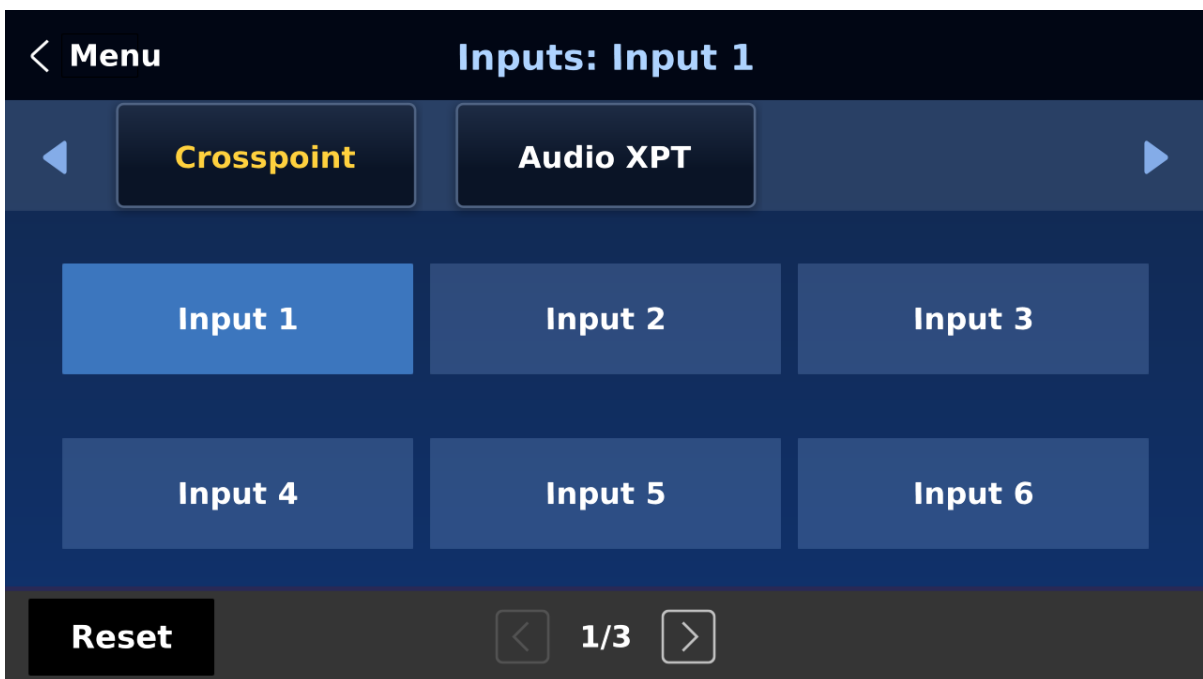 Menu
Inputs: Input 1
Crosspoint
Audio XPT
Input 1
Input 2
Input 3
Input 4
Input 5
Input 6
Reset
1/3